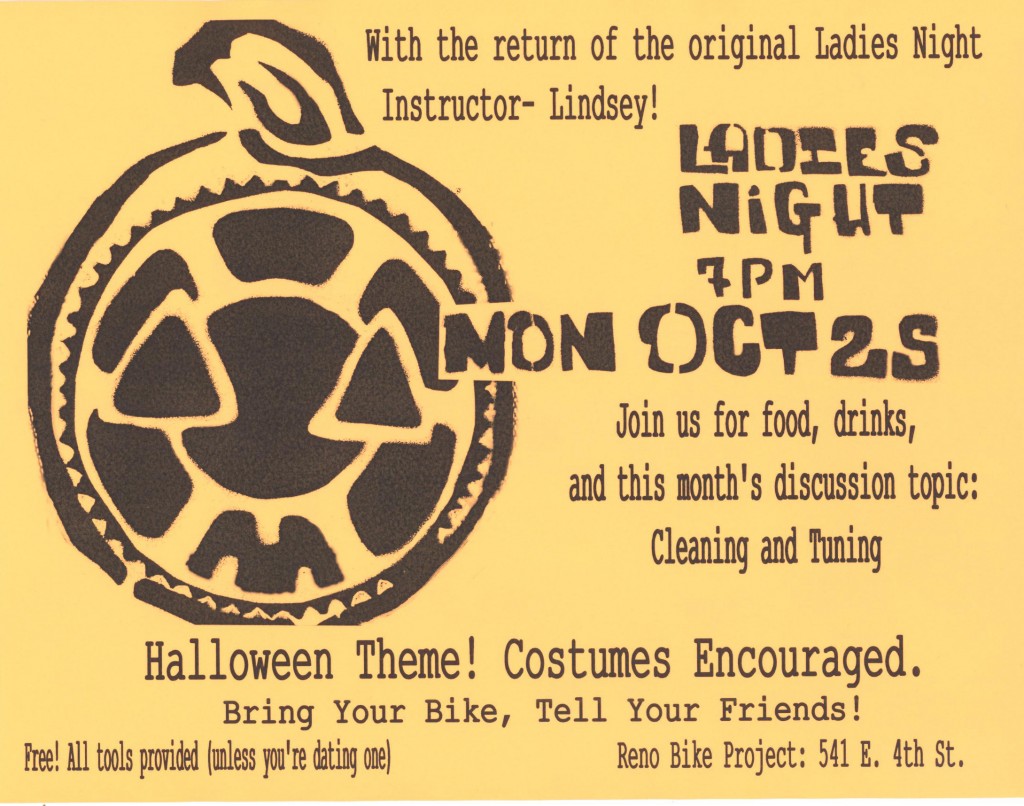 With the return of the original Ladies Night
Instructor- Lindsey!
LADIES
NiGHT
7PM
MON OCT 25
Join us for food, drinks,
and this month's discussion topic:
Cleaning and Tuning
Halloween Theme! Costumes Encouraged.
Bring Your Bike, Tell Your Friends!
Free! All tools provided (unless you're dating one)
Reno Bike Project: 541 E. 4th St.